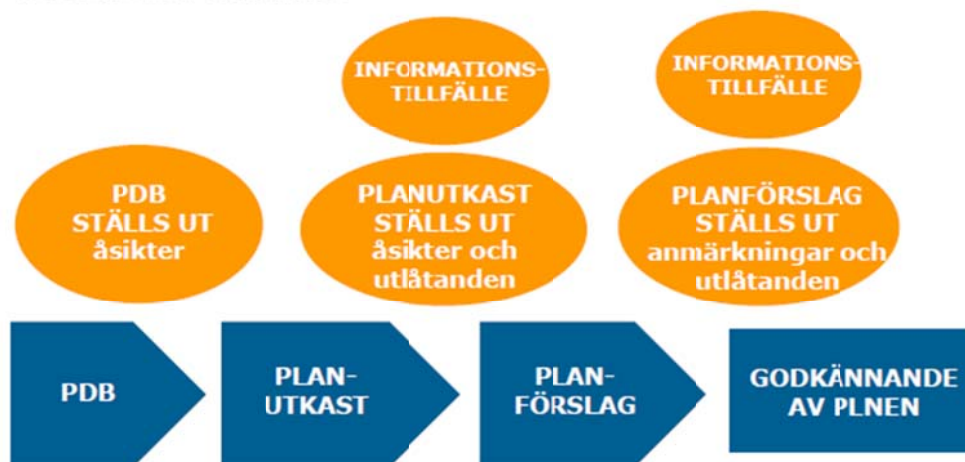 INFORMATIONS-
TILLFÄLLE
INFORMATIONS-
TILLFÄLLE
PDB
STÄLLS UT
åsikter
PLANUTKAST
STÄLLS UT
åsikter och
utlåtanden
PLANFÖRSLAG
STÄLLS UT
anmärkningar och
utlåtanden
PDB
PLAN-
UTKAST
PLAN-
FÖRSLAG
GODKÄNNANDE
AV PLNEN